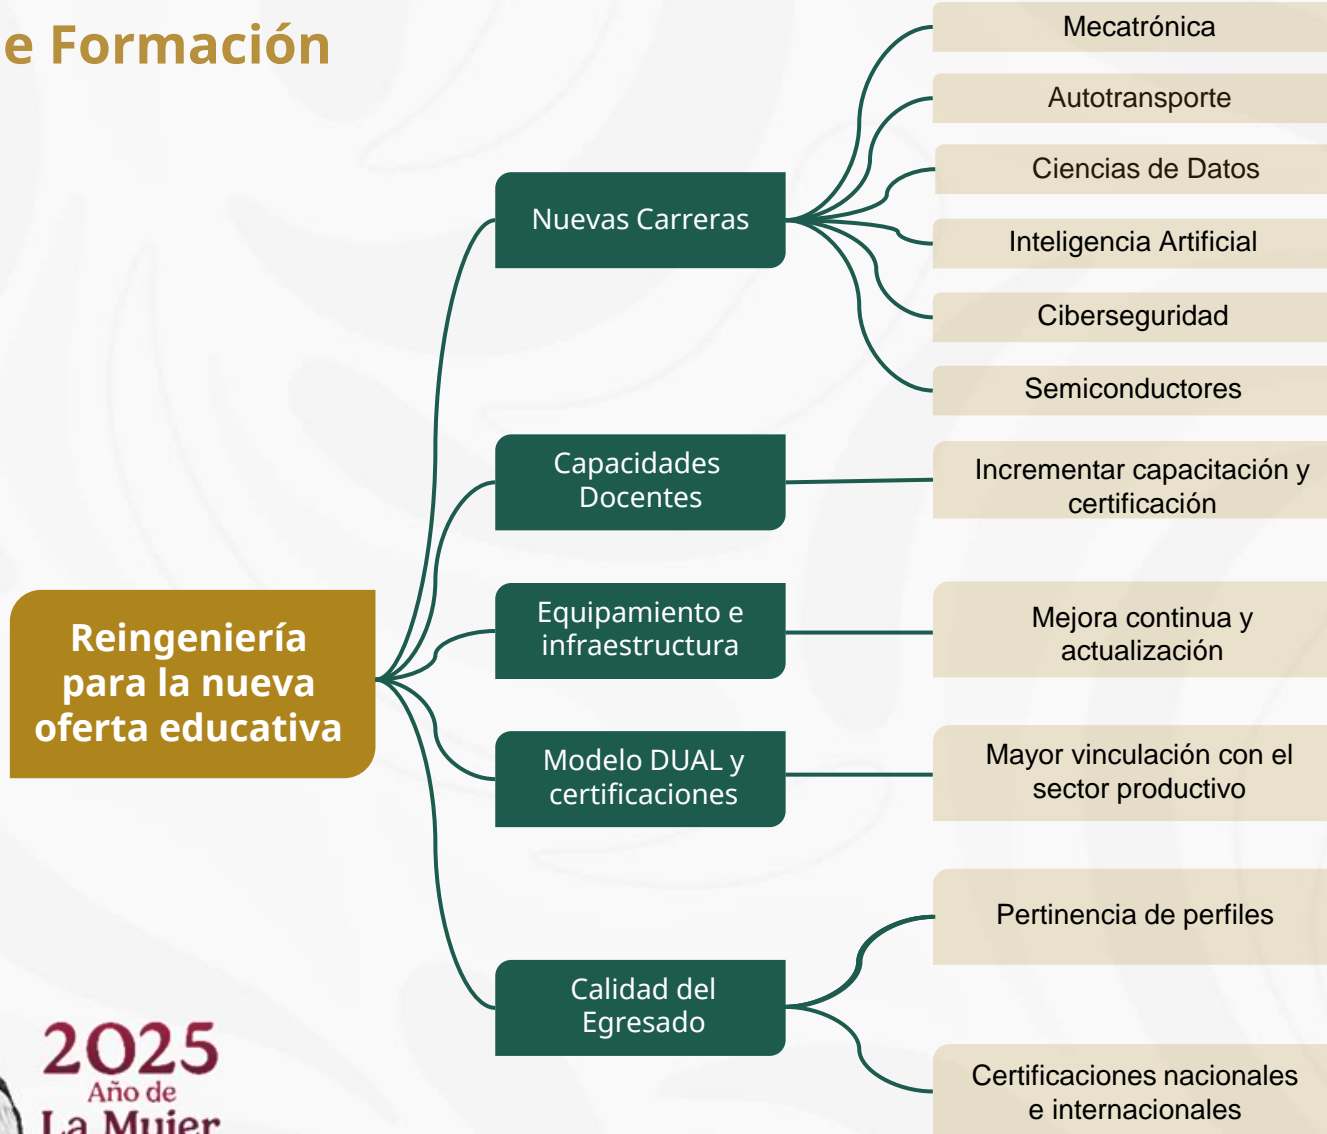 e Formación
Reingeniería
para la nueva
oferta educativa
Nuevas Carreras
Mecatrónica
Autotransporte
Ciencias de Datos
Inteligencia Artificial
Ciberseguridad
Semiconductores
Capacidades
Docentes
Incrementar capacitación y
certificación
Equipamiento e
infraestructura
Mejora continua y
actualización
Modelo DUAL y
certificaciones
Mayor vinculación con el
sector productivo
Calidad del
Egresado
Pertinencia de perfiles
Certificaciones nacionales
e internacionales
2025
Año de
La Mujer